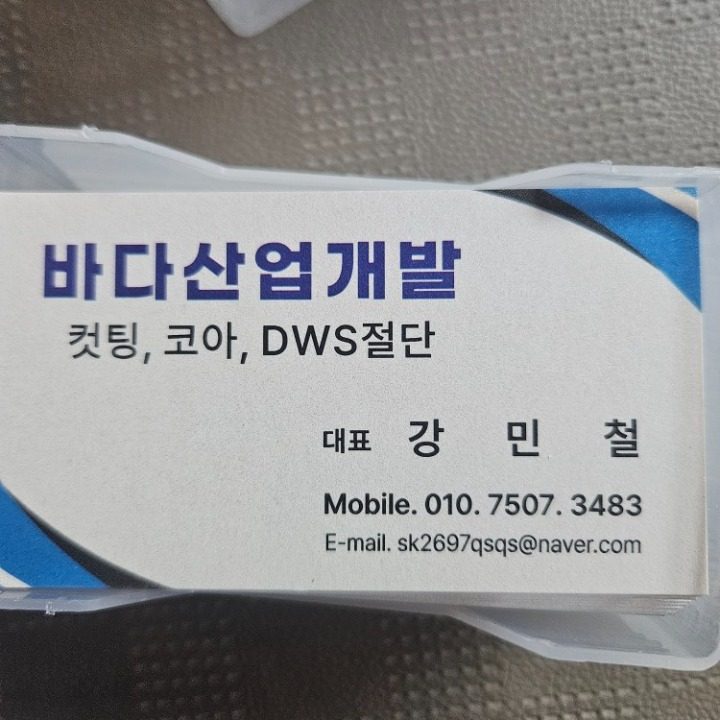 바다산업개발
컷팅, 코아, DWS절단
대표 강 민 철
Mobile. 010. 7507. 3483
E-mail. sk2697qsqs@naver.com